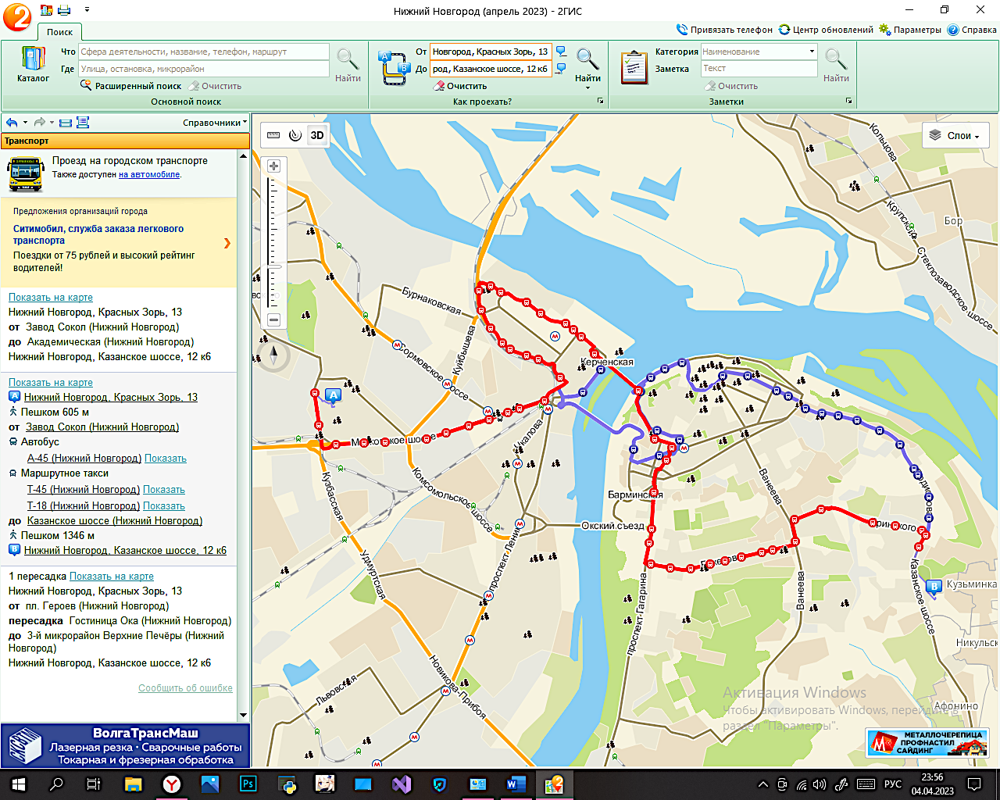 Нижний Новгород (апрель 2023) - 2ГИС
Поиск
Привязать телефон
Центр обновлений
Параметры
Справка
Каталог
Что
Сфера деятельности, название, телефон, маршрут
Где
Улица, остановка, микрорайон
Расширенный поиск
Очистить
Найти
Основной поиск
От
Новгород, Красных Зорь, 13
До
род, Казанское шоссе, 12 к6
Очистить
Найти
Как проехать?
Категория
Наименование
Заметка
Текст
Очистить
Найти
Заметки
Справочники
Транспорт
Проезд на городском транспорте
Также доступен на автомобиле.
Предложения организаций города
Ситимобил, служба заказа легкового
транспорта
Поездки от 75 рублей и высокий рейтинг
водителей!
Показать на карте
Нижний Новгород, Красных Зорь, 13
от Завод Сокол (Нижний Новгород)
до Академическая (Нижний Новгород)
Нижний Новгород, Казанское шоссе, 12 к6
Показать на карте
A Нижний Новгород, Красных Зорь, 13
Пешком 605 м
от Завод Сокол (Нижний Новгород)
Автобус
А-45 (Нижний Новгород) Показать
Маршрутное такси
Т-45 (Нижний Новгород) Показать
Т-18 (Нижний Новгород) Показать
до Казанское шоссе (Нижний Новгород)
Пешком 1346 м
B Нижний Новгород, Казанское шоссе, 12 к6
1 пересадка Показать на карте
Нижний Новгород, Красных Зорь, 13
от пл. Героев (Нижний Новгород)
пересадка Гостиница Ока (Нижний Новгород)
до 3-й микрорайон Верхние Печёры (Нижний
Новгород)
Нижний Новгород, Казанское шоссе, 12 к6
Сообщить об ошибке
ВолгаТрансМаш
Лазерная резка · Сварочные работы
Токарная и фрезерная обработка
3D
Слои
Кольцова
Крупской
Бор
Стеклозаводское шоссе
Бурнаковская
Куйбышева
Сормовское шоссе
Керченская
A
Московское шоссе
Чкалова
Кузбасская
Комсомольское шоссе
Барминская
Ванеева
Окский съезд
проспект Ленина
Удмуртская
проспект Гагарина
Ванеева
Казанское шоссе
B
Кузьминка
Никульск
Львовская
Новикова-Прибоя
Афонино
Активация Windows
Чтобы активировать Windows, перейдите в
раздел "Параметры".
МЕТАЛЛОЧЕРЕПИЦА
ПРОФНАСТИЛ
САЙДИНГ
РУС
23:56
04.04.2023